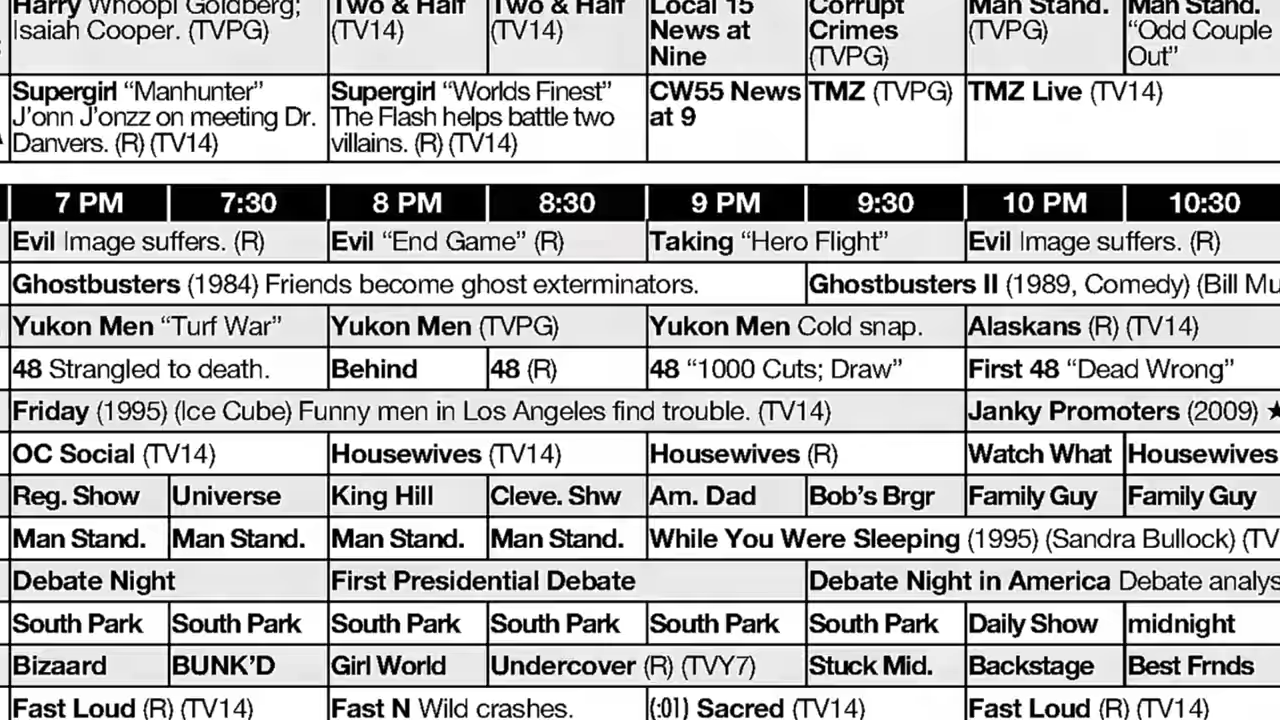 Harry Whoopi Goldberg; Two & Half Two & Half Local 15 Corrupt Man Stand. Man Stand.
Isaiah Cooper. (TVPG) (TV14) (TV14) News at Crimes (TVPG) “Odd Couple
Nine (TVPG) Out”
Supergirl “Manhunter” Supergirl “Worlds Finest” CW55 News TMZ (TVPG) TMZ Live (TV14)
J’onn J’onzz on meeting Dr. The Flash helps battle two at 9
Danvers. (R) (TV14) villains. (R) (TV14)
7 PM 7:30 8 PM 8:30 9 PM 9:30 10 PM 10:30
Evil Image suffers. (R) Evil “End Game” (R) Taking “Hero Flight” Evil Image suffers. (R)
Ghostbusters (1984) Friends become ghost exterminators. Ghostbusters II (1989, Comedy) (Bill Mu
Yukon Men “Turf War” Yukon Men (TVPG) Yukon Men Cold snap. Alaskans (R) (TV14)
48 Strangled to death. Behind 48 (R) 48 “1000 Cuts; Draw” First 48 “Dead Wrong”
Friday (1995) (Ice Cube) Funny men in Los Angeles find trouble. (TV14) Janky Promoters (2009) ★
OC Social (TV14) Housewives (TV14) Housewives (R) Watch What Housewives
Reg. Show Universe King Hill Cleve. Shw Am. Dad Bob’s Brgr Family Guy Family Guy
Man Stand. Man Stand. Man Stand. Man Stand. While You Were Sleeping (1995) (Sandra Bullock) (TV
Debate Night First Presidential Debate Debate Night in America Debate analys
South Park South Park South Park South Park South Park South Park Daily Show midnight
Bizaard BUNK’D Girl World Undercover (R) (TVY7) Stuck Mid. Backstage Best Frnds
Fast Loud (R) (TV14) Fast N Wild crashes. (:01) Sacred (TV14) Fast Loud (R) (TV14)